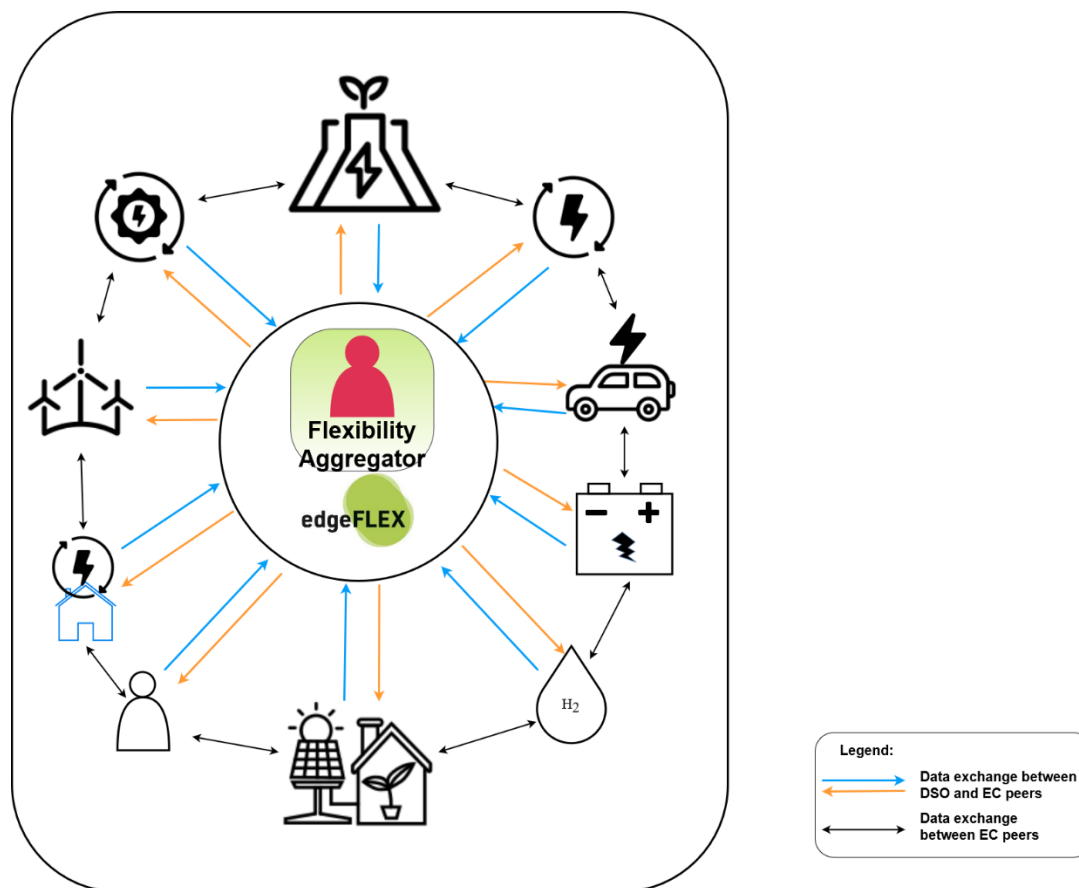 Flexibility
Aggregator
edgeFLEX
− +
H2
Legend:
Data exchange between
DSO and EC peers
Data exchange
between EC peers